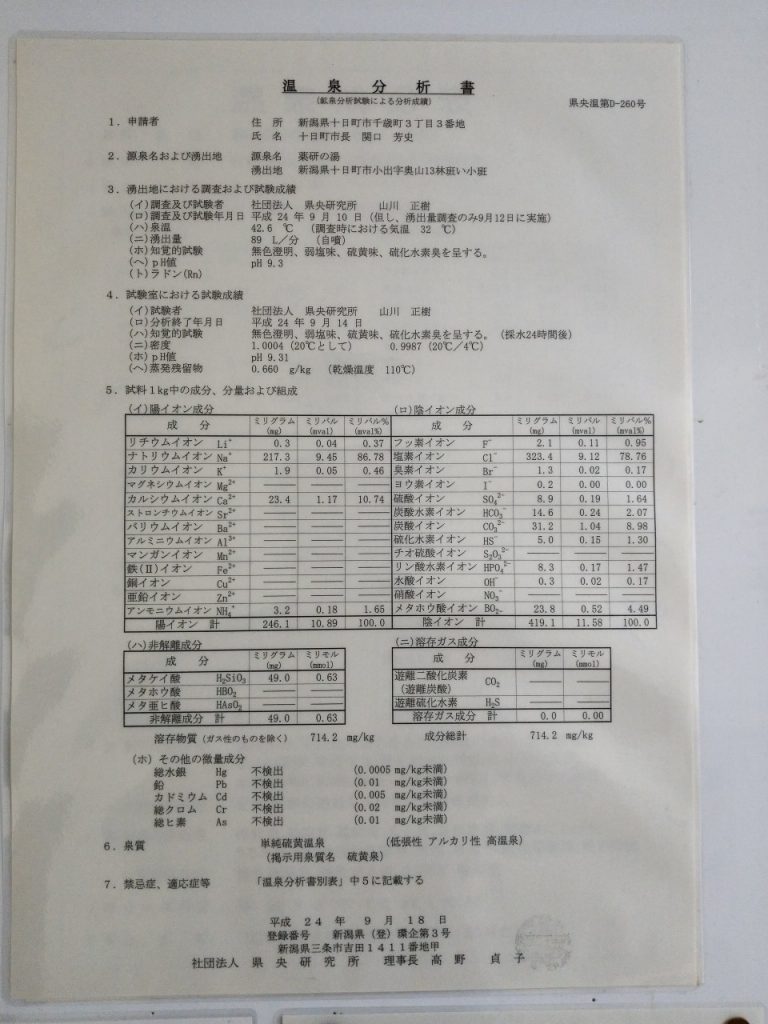 温泉分析書
(鉱泉分析試験による分析成績)
県央温第D-260号
1．申請者 住所 新潟県十日町市千歳町3丁目3番地
氏名 十日町市長 関口 芳史
2．源泉名および湧出地 源泉名 薬研の湯
湧出地 新潟県十日町市小出字奥山13林班い小班
3．湧出地における調査および試験成績
(イ)調査及び試験者 社団法人 県央研究所 山川 正樹
(ロ)調査及び試験年月日 平成 24 年 9 月 10 日 (但し、湧出量調査のみ9月12日に実施)
(ハ)泉温 42.6 ℃ (調査時における気温 32 ℃)
(ニ)湧出量 89 L／分 (自噴)
(ホ)知覚的試験 無色澄明、弱塩味、硫黄味、硫化水素臭を呈する。
(ヘ)pH値 pH 9.3
(ト)ラドン(Rn)
4．試験室における試験成績
(イ)試験者 社団法人 県央研究所 山川 正樹
(ロ)分析終了年月日 平成 24 年 9 月 14 日
(ハ)知覚的試験 無色澄明、弱塩味、硫黄味、硫化水素臭を呈する。(採水24時間後)
(ニ)密度 1.0004 (20℃として) 0.9987 (20℃／4℃)
(ホ)pH値 pH 9.31
(ヘ)蒸発残留物 0.660 g/kg (乾燥温度 110℃)
5．試料1kg中の成分、分量および組成
(イ)陽イオン成分
成分 ミリグラム(mg) ミリバル(mval) ミリバル%(mval%)
リチウムイオン Li⁺ 0.3 0.04 0.37
ナトリウムイオン Na⁺ 217.3 9.45 86.78
カリウムイオン K⁺ 1.9 0.05 0.46
マグネシウムイオン Mg²⁺ ─── ─── ───
カルシウムイオン Ca²⁺ 23.4 1.17 10.74
ストロンチウムイオン Sr²⁺ ─── ─── ───
バリウムイオン Ba²⁺ ─── ─── ───
アルミニウムイオン Al³⁺ ─── ─── ───
マンガンイオン Mn²⁺ ─── ─── ───
鉄(Ⅱ)イオン Fe²⁺ ─── ─── ───
銅イオン Cu²⁺ ─── ─── ───
亜鉛イオン Zn²⁺ ─── ─── ───
アンモニウムイオン NH₄⁺ 3.2 0.18 1.65
陽イオン 計 246.1 10.89 100.0
(ロ)陰イオン成分
成分 ミリグラム(mg) ミリバル(mval) ミリバル%(mval%)
フッ素イオン F⁻ 2.1 0.11 0.95
塩素イオン Cl⁻ 323.4 9.12 78.76
臭素イオン Br⁻ 1.3 0.02 0.17
ヨウ素イオン I⁻ 0.2 0.00 0.00
硫酸イオン SO₄²⁻ 8.9 0.19 1.64
炭酸水素イオン HCO₃⁻ 14.6 0.24 2.07
炭酸イオン CO₃²⁻ 31.2 1.04 8.98
硫化水素イオン HS⁻ 5.0 0.15 1.30
チオ硫酸イオン S₂O₃²⁻ ─── ─── ───
リン酸水素イオン HPO₄²⁻ 8.3 0.17 1.47
水酸イオン OH⁻ 0.3 0.02 0.17
硝酸イオン NO₃⁻ ─── ─── ───
メタホウ酸イオン BO₂⁻ 23.8 0.52 4.49
陰イオン 計 419.1 11.58 100.0
(ハ)非解離成分
成分 ミリグラム(mg) ミリモル(mmol)
メタケイ酸 H₂SiO₃ 49.0 0.63
メタホウ酸 HBO₂ ─── ───
メタ亜ヒ酸 HAsO₂ ─── ───
非解離成分 計 49.0 0.63
(ニ)溶存ガス成分
成分 ミリグラム(mg) ミリモル(mmol)
遊離二酸化炭素(遊離炭酸) CO₂ ─── ───
遊離硫化水素 H₂S ─── ───
溶存ガス成分 計 0.0 0.00
溶存物質 (ガス性のものを除く) 714.2 mg/kg 成分総計 714.2 mg/kg
(ホ) その他の微量成分
総水銀 Hg 不検出 (0.0005 mg/kg未満)
鉛 Pb 不検出 (0.01 mg/kg未満)
カドミウム Cd 不検出 (0.005 mg/kg未満)
総クロム Cr 不検出 (0.02 mg/kg未満)
総ヒ素 As 不検出 (0.01 mg/kg未満)
6．泉質 単純硫黄温泉 (低張性 アルカリ性 高温泉)
(掲示用泉質名 硫黄泉)
7．禁忌症、適応症等 「温泉分析書別表」中5に記載する
平成 24 年 9 月 18 日
登録番号 新潟県(登)環企第3号
新潟県三条市吉田1411番地甲
社団法人 県央研究所 理事長 高野 貞子